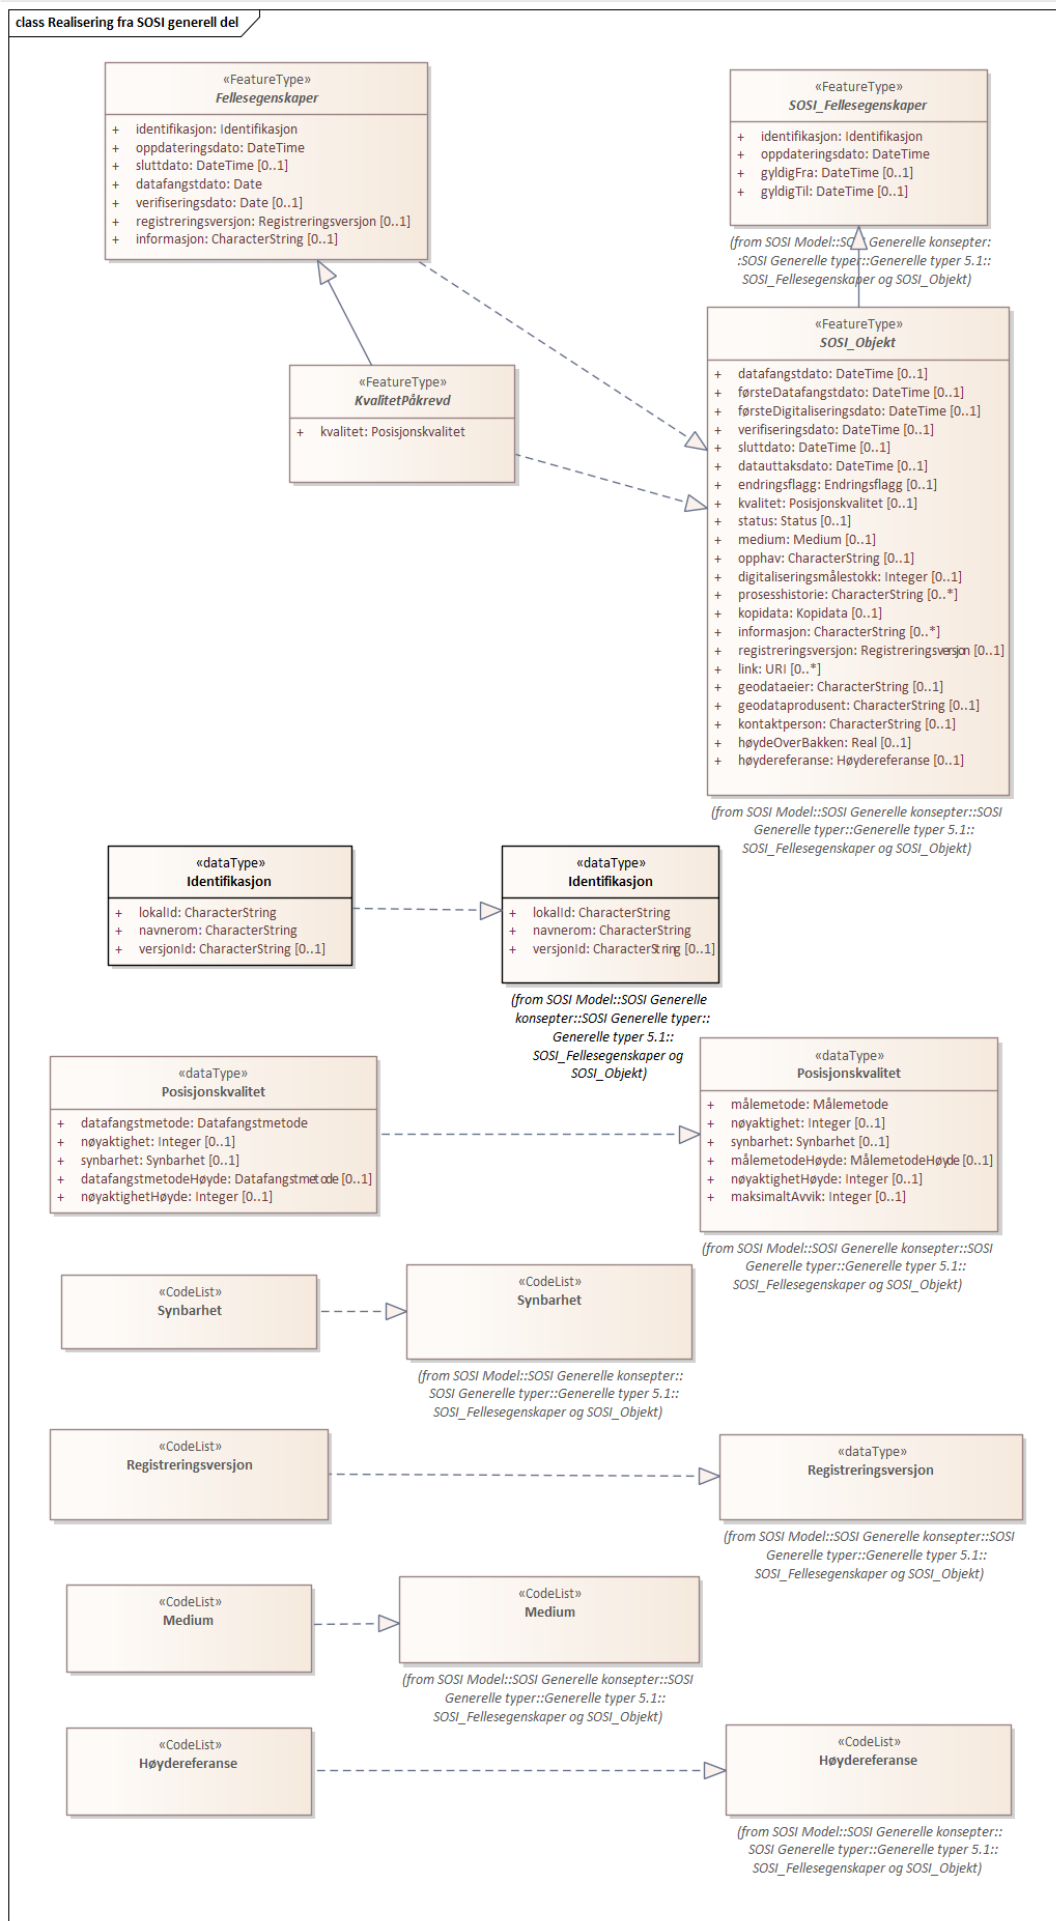 class Realisering fra SOSI generell del
«FeatureType»
Fellesegenskaper
+ identifikasjon: Identifikasjon
+ oppdateringsdato: DateTime
+ sluttdato: DateTime [0..1]
+ datafangstdato: Date
+ verifiseringsdato: Date [0..1]
+ registreringsversjon: Registreringsversjon [0..1]
+ informasjon: CharacterString [0..1]
«FeatureType»
SOSI_Fellesegenskaper
+ identifikasjon: Identifikasjon
+ oppdateringsdato: DateTime
+ gyldigFra: DateTime [0..1]
+ gyldigTil: DateTime [0..1]
(from SOSI Model::SOSI Generelle konsepter:
:SOSI Generelle typer::Generelle typer 5.1::
SOSI_Fellesegenskaper og SOSI_Objekt)
«FeatureType»
KvalitetPåkrevd
+ kvalitet: Posisjonskvalitet
«FeatureType»
SOSI_Objekt
+ datafangstdato: DateTime [0..1]
+ førsteDatafangstdato: DateTime [0..1]
+ førsteDigitaliseringsdato: DateTime [0..1]
+ verifiseringsdato: DateTime [0..1]
+ sluttdato: DateTime [0..1]
+ datauttaksdato: DateTime [0..1]
+ endringsflagg: Endringsflagg [0..1]
+ kvalitet: Posisjonskvalitet [0..1]
+ status: Status [0..1]
+ medium: Medium [0..1]
+ opphav: CharacterString [0..1]
+ digitaliseringsmålestokk: Integer [0..1]
+ prosesshistorie: CharacterString [0..*]
+ kopidata: Kopidata [0..1]
+ informasjon: CharacterString [0..*]
+ registreringsversjon: Registreringsversjon [0..1]
+ link: URI [0..*]
+ geodataeier: CharacterString [0..1]
+ geodataprodusent: CharacterString [0..1]
+ kontaktperson: CharacterString [0..1]
+ høydeOverBakken: Real [0..1]
+ høydereferanse: Høydereferanse [0..1]
(from SOSI Model::SOSI Generelle konsepter::SOSI
Generelle typer::Generelle typer 5.1::
SOSI_Fellesegenskaper og SOSI_Objekt)
«dataType»
Identifikasjon
+ lokalId: CharacterString
+ navnerom: CharacterString
+ versjonId: CharacterString [0..1]
«dataType»
Identifikasjon
+ lokalId: CharacterString
+ navnerom: CharacterString
+ versjonId: CharacterString [0..1]
(from SOSI Model::SOSI Generelle
konsepter::SOSI Generelle typer::
Generelle typer 5.1::
SOSI_Fellesegenskaper og
SOSI_Objekt)
«dataType»
Posisjonskvalitet
+ datafangstmetode: Datafangstmetode
+ nøyaktighet: Integer [0..1]
+ synbarhet: Synbarhet [0..1]
+ datafangstmetodeHøyde: Datafangstmetode [0..1]
+ nøyaktighetHøyde: Integer [0..1]
«dataType»
Posisjonskvalitet
+ målemetode: Målemetode
+ nøyaktighet: Integer [0..1]
+ synbarhet: Synbarhet [0..1]
+ målemetodeHøyde: MålemetodeHøyde [0..1]
+ nøyaktighetHøyde: Integer [0..1]
+ maksimaltAvvik: Integer [0..1]
(from SOSI Model::SOSI Generelle konsepter::SOSI
Generelle typer::Generelle typer 5.1::
SOSI_Fellesegenskaper og SOSI_Objekt)
«CodeList»
Synbarhet
«CodeList»
Synbarhet
(from SOSI Model::SOSI Generelle konsepter::
SOSI Generelle typer::Generelle typer 5.1::
SOSI_Fellesegenskaper og SOSI_Objekt)
«CodeList»
Registreringsversjon
«dataType»
Registreringsversjon
(from SOSI Model::SOSI Generelle konsepter::SOSI
Generelle typer::Generelle typer 5.1::
SOSI_Fellesegenskaper og SOSI_Objekt)
«CodeList»
Medium
«CodeList»
Medium
(from SOSI Model::SOSI Generelle konsepter::SOSI
Generelle typer::Generelle typer 5.1::
SOSI_Fellesegenskaper og SOSI_Objekt)
«CodeList»
Høydereferanse
«CodeList»
Høydereferanse
(from SOSI Model::SOSI Generelle konsepter::
SOSI Generelle typer::Generelle typer 5.1::
SOSI_Fellesegenskaper og SOSI_Objekt)